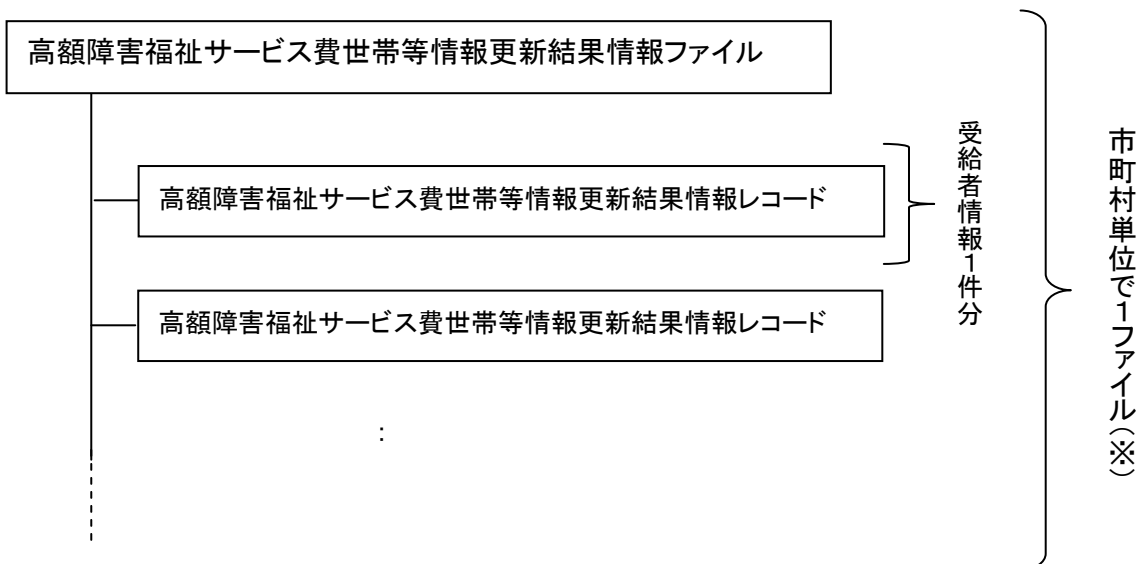 高額障害福祉サービス費世帯等情報更新結果情報ファイル
高額障害福祉サービス費世帯等情報更新結果情報レコード
受給者情報１件分
高額障害福祉サービス費世帯等情報更新結果情報レコード
:
市町村単位で１ファイル(※)